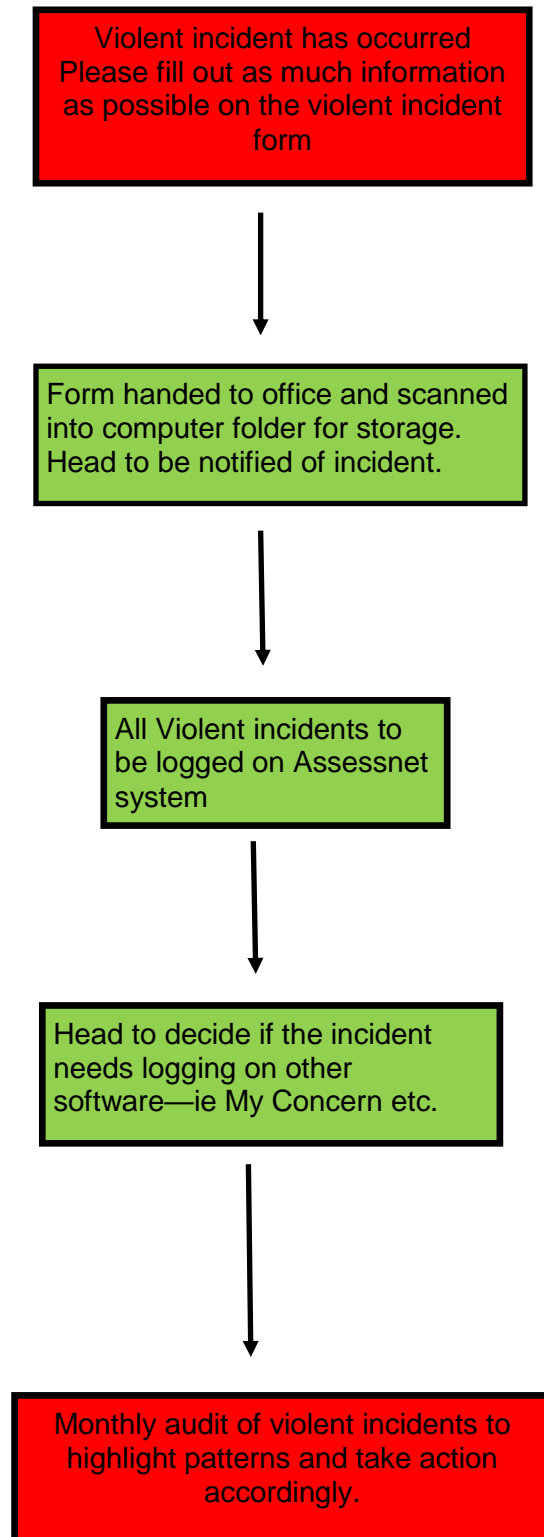 Violent incident has occurred
Please fill out as much information
as possible on the violent incident
form
Form handed to office and scanned
into computer folder for storage.
Head to be notified of incident.
All Violent incidents to
be logged on Assessnet
system
Head to decide if the incident
needs logging on other
software—ie My Concern etc.
Monthly audit of violent incidents to
highlight patterns and take action
accordingly.